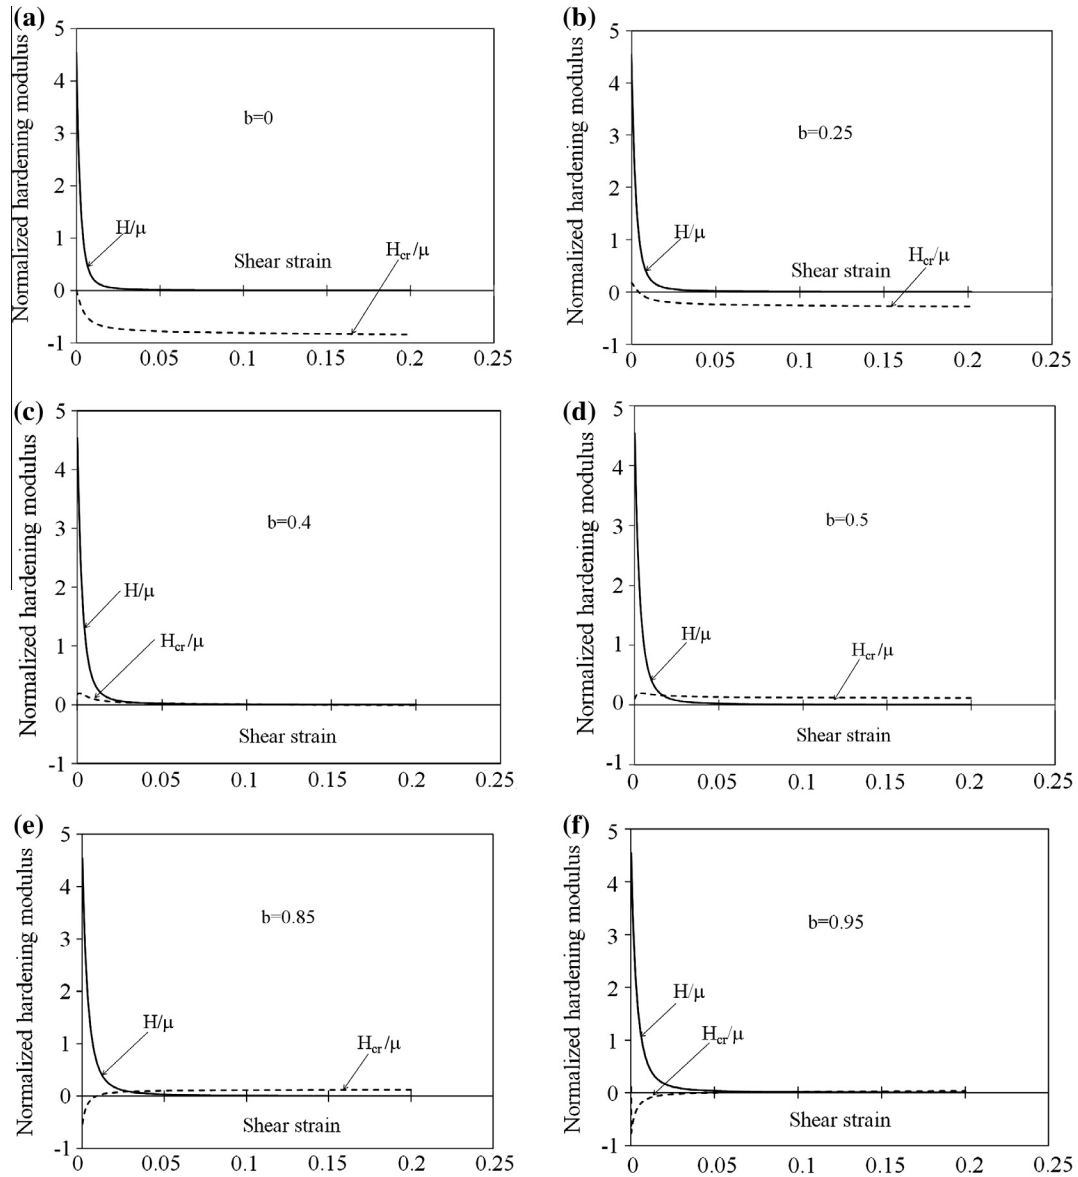 (a)
Normalized hardening modulus
5
4
3
2
1
0
-1
b=0
H/μ
Shear strain
Hcr/μ
0 0.05 0.1 0.15 0.2 0.25
(b)
Normalized hardening modulus
5
4
3
2
1
0
-1
b=0.25
H/μ
Shear strain
Hcr/μ
0 0.05 0.1 0.15 0.2 0.25
(c)
Normalized hardening modulus
5
4
3
2
1
0
-1
b=0.4
H/μ
Hcr/μ
Shear strain
0 0.05 0.1 0.15 0.2 0.25
(d)
Normalized hardening modulus
5
4
3
2
1
0
-1
b=0.5
H/μ
Hcr/μ
Shear strain
0 0.05 0.1 0.15 0.2 0.25
(e)
Normalized hardening modulus
5
4
3
2
1
0
-1
b=0.85
H/μ
Hcr/μ
Shear strain
0 0.05 0.1 0.15 0.2 0.25
(f)
Normalized hardening modulus
5
4
3
2
1
0
-1
b=0.95
H/μ
Hcr/μ
Shear strain
0 0.05 0.1 0.15 0.2 0.25